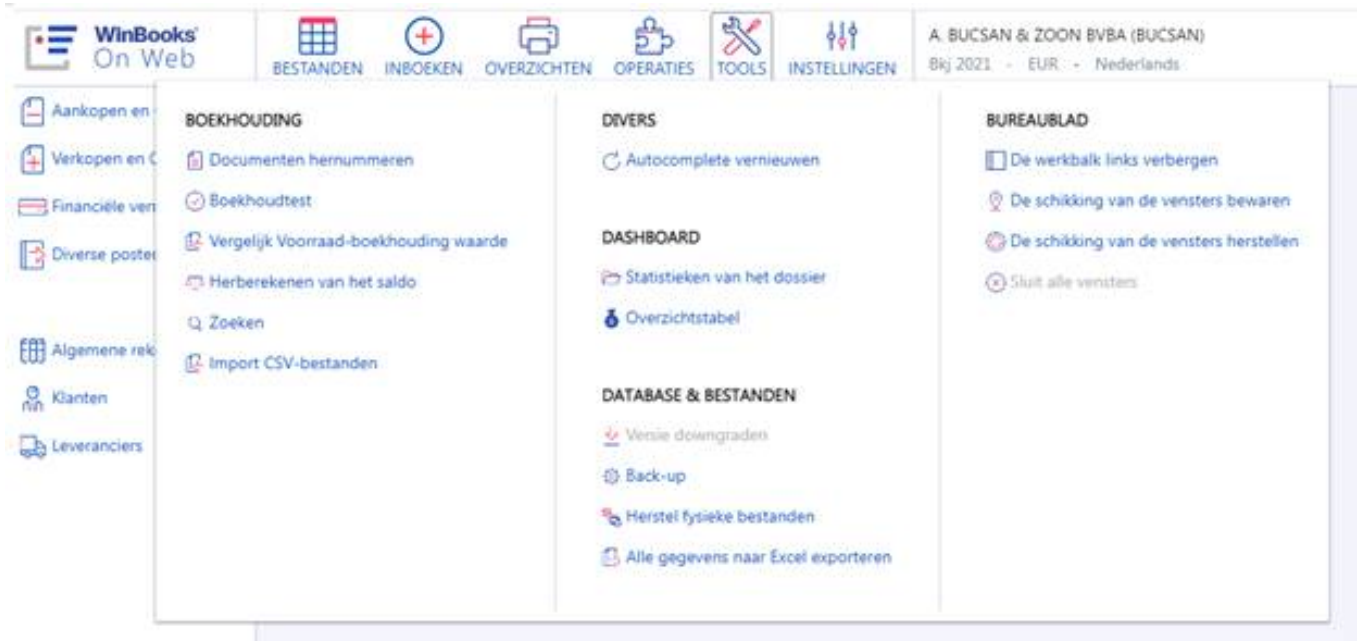 WinBooks
On Web
BESTANDEN
INBOEKEN
OVERZICHTEN
OPERATIES
TOOLS
INSTELLINGEN
A. BUCSAN & ZOON BVBA (BUCSAN)
Bkj 2021 - EUR - Nederlands
Aankopen en
Verkopen en C
Financiële ver
Diverse poste
Algemene rek
Klanten
Leveranciers
BOEKHOUDING
Documenten hernummeren
Boekhoudtest
Vergelijk Voorraad-boekhouding waarde
Herberekenen van het saldo
Zoeken
Import CSV-bestanden
DIVERS
Autocomplete vernieuwen
DASHBOARD
Statistieken van het dossier
Overzichtstabel
DATABASE & BESTANDEN
Versie downgraden
Back-up
Herstel fysieke bestanden
Alle gegevens naar Excel exporteren
BUREAUBLAD
De werkbalk links verbergen
De schikking van de vensters bewaren
De schikking van de vensters herstellen
Sluit alle vensters